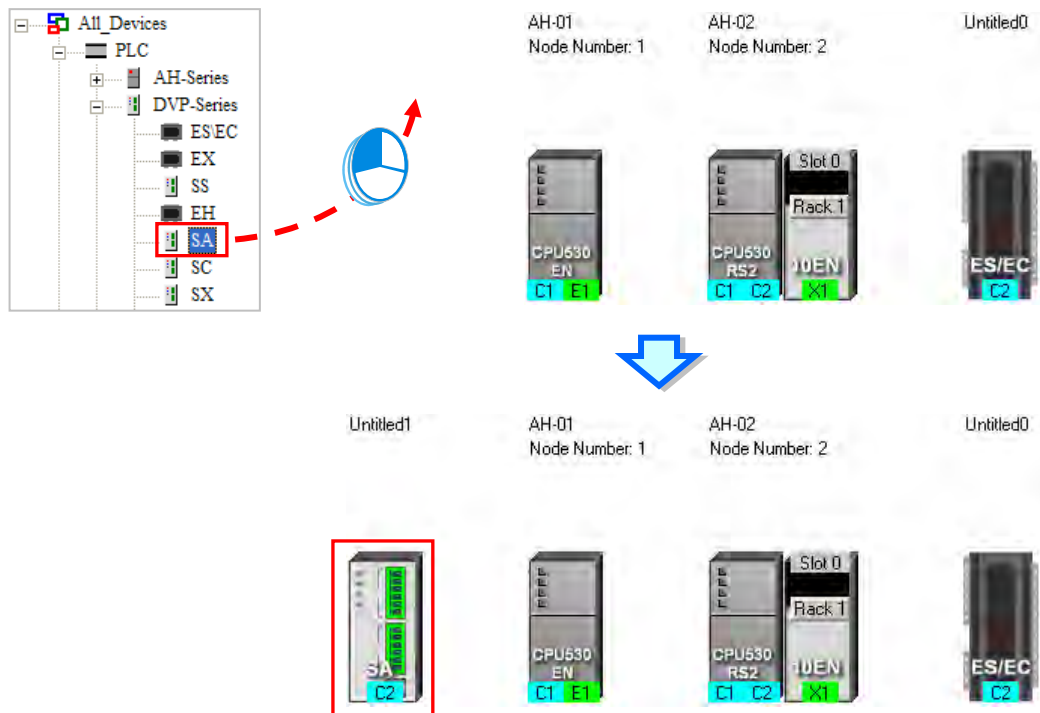 All_Devices
PLC
AH-Series
DVP-Series
ES\EC
EX
SS
EH
SA
SC
SX
AH-01
Node Number: 1
AH-02
Node Number: 2
Untitled0
CPU530
EN
C1 E1
Slot 0
Rack 1
CPU530
RS2
10EN
C1 C2
X1
ES/EC
C2
Untitled1
AH-01
Node Number: 1
AH-02
Node Number: 2
Untitled0
SA
C2
CPU530
EN
C1 E1
Slot 0
Rack 1
CPU530
RS2
10EN
C1 C2
X1
ES/EC
C2